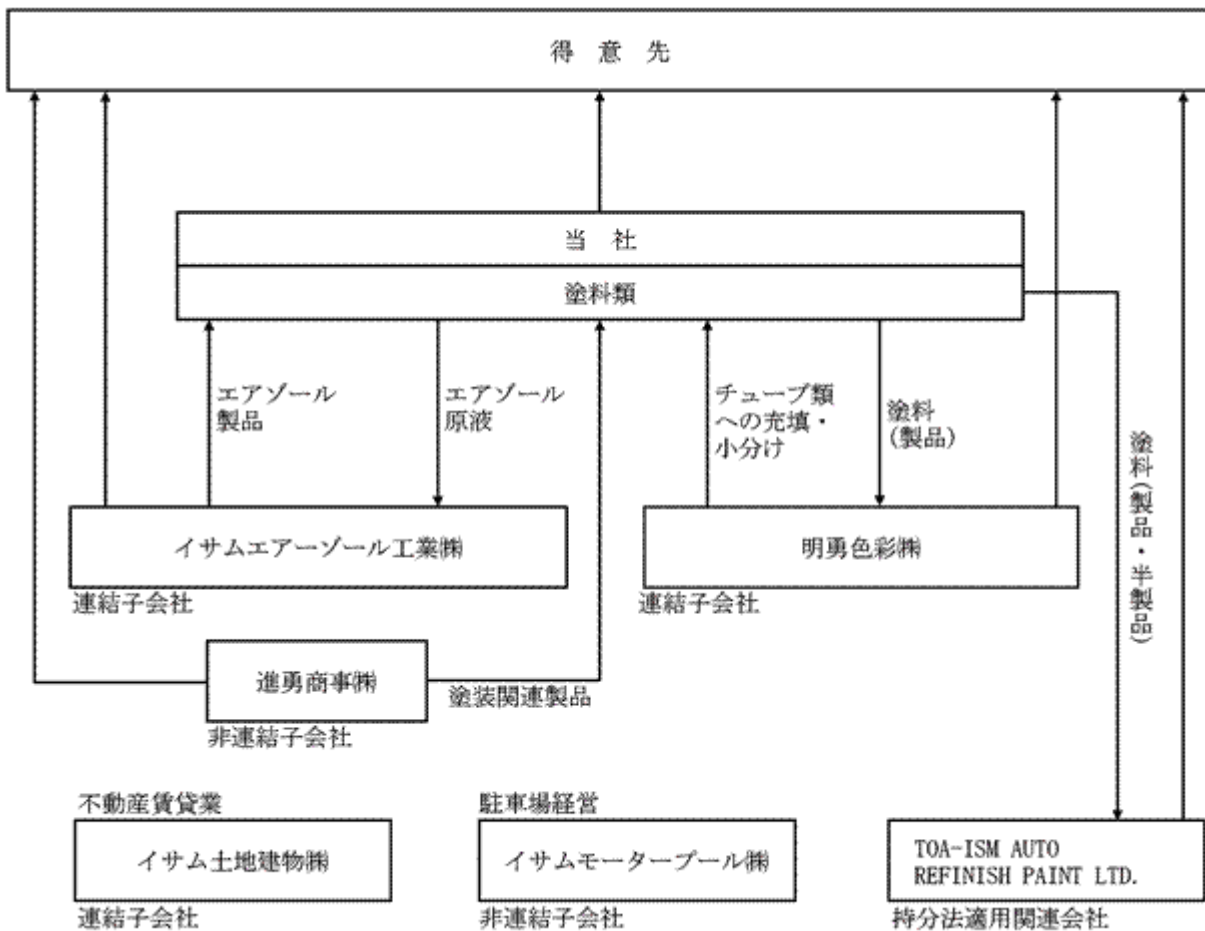 得意先
当社
塗料類
エアゾール
製品
エアゾール
原液
チューブ類
への充填・
小分け
塗料
(製品)
塗料(製品・半製品)
イサムエアーゾール工業㈱
連結子会社
明勇色彩㈱
連結子会社
進勇商事㈱
非連結子会社
塗装関連製品
不動産賃貸業
イサム土地建物㈱
連結子会社
駐車場経営
イサムモータープール㈱
非連結子会社
TOA-ISM AUTO
REFINISH PAINT LTD.
持分法適用関連会社